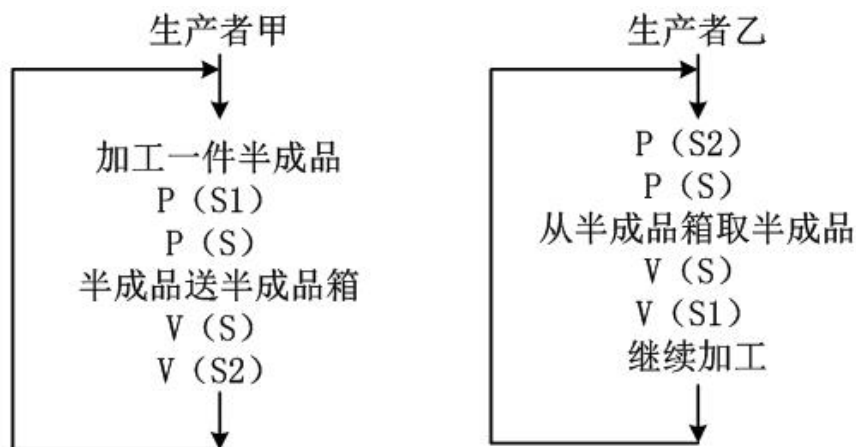 生产者甲
加工一件半成品
P（S1）
P（S）
半成品送半成品箱
V（S）
V（S2）
生产者乙
P（S2）
P（S）
从半成品箱取半成品
V（S）
V（S1）
继续加工